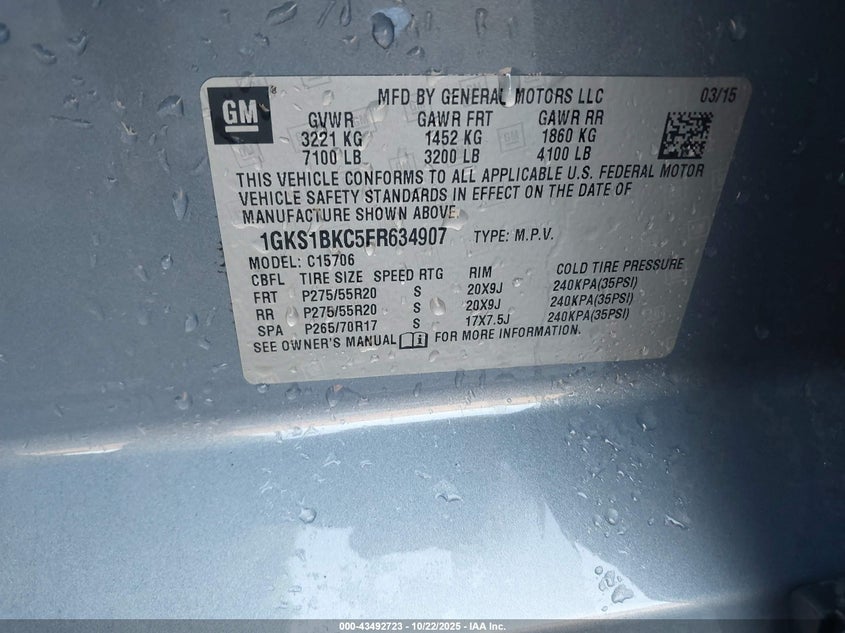 GM
MFD BY GENERAL MOTORS LLC 03/15
GVWR GAWR FRT GAWR RR
3221 KG 1452 KG 1860 KG
7100 LB 3200 LB 4100 LB
THIS VEHICLE CONFORMS TO ALL APPLICABLE U.S. FEDERAL MOTOR
VEHICLE SAFETY STANDARDS IN EFFECT ON THE DATE OF
MANUFACTURE SHOWN ABOVE.
1GKS1BKC5FR634907 TYPE: M.P.V.
MODEL: C15706
CBFL TIRE SIZE SPEED RTG RIM COLD TIRE PRESSURE
FRT P275/55R20 S 20X9J 240KPA(35PSI)
RR P275/55R20 S 20X9J 240KPA(35PSI)
SPA P265/70R17 S 17X7.5J 240KPA(35PSI)
SEE OWNER'S MANUAL FOR MORE INFORMATION.
000-43492723 - 10/22/2025 - IAA Inc.